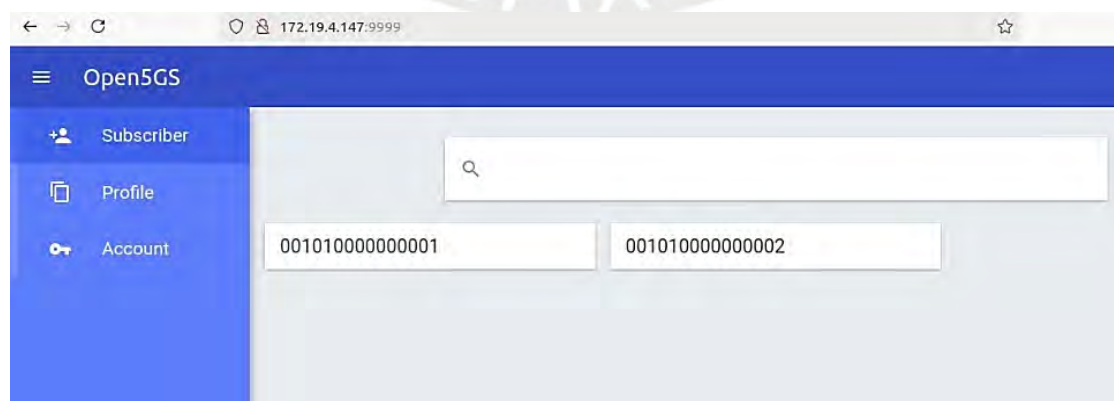 172.19.4.147:9999
Open5GS
Subscriber
Profile
Account
001010000000001
001010000000002